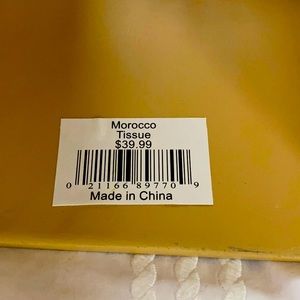 Morocco
Tissue
$39.99
0 21166 89770 9
Made in China